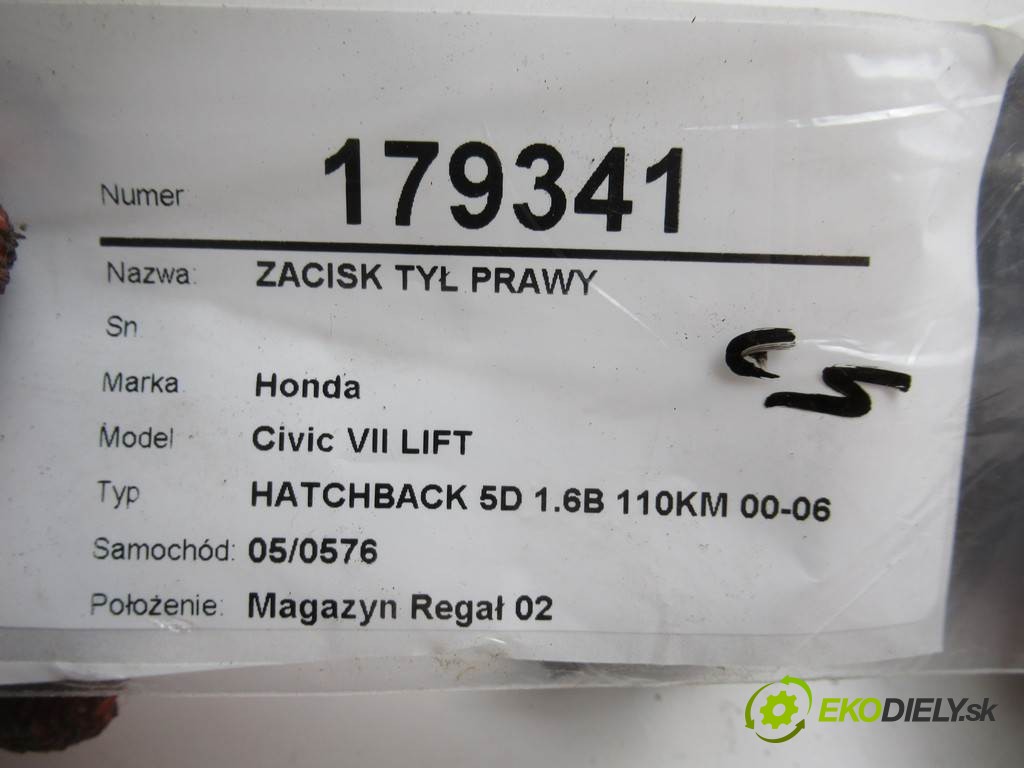 Numer 179341
Nazwa: ZACISK TYŁ PRAWY
Sn
Marka Honda
Model Civic VII LIFT
Typ HATCHBACK 5D 1.6B 110KM 00-06
Samochód: 05/0576
Położenie: Magazyn Regał 02
EKODIELY.sk